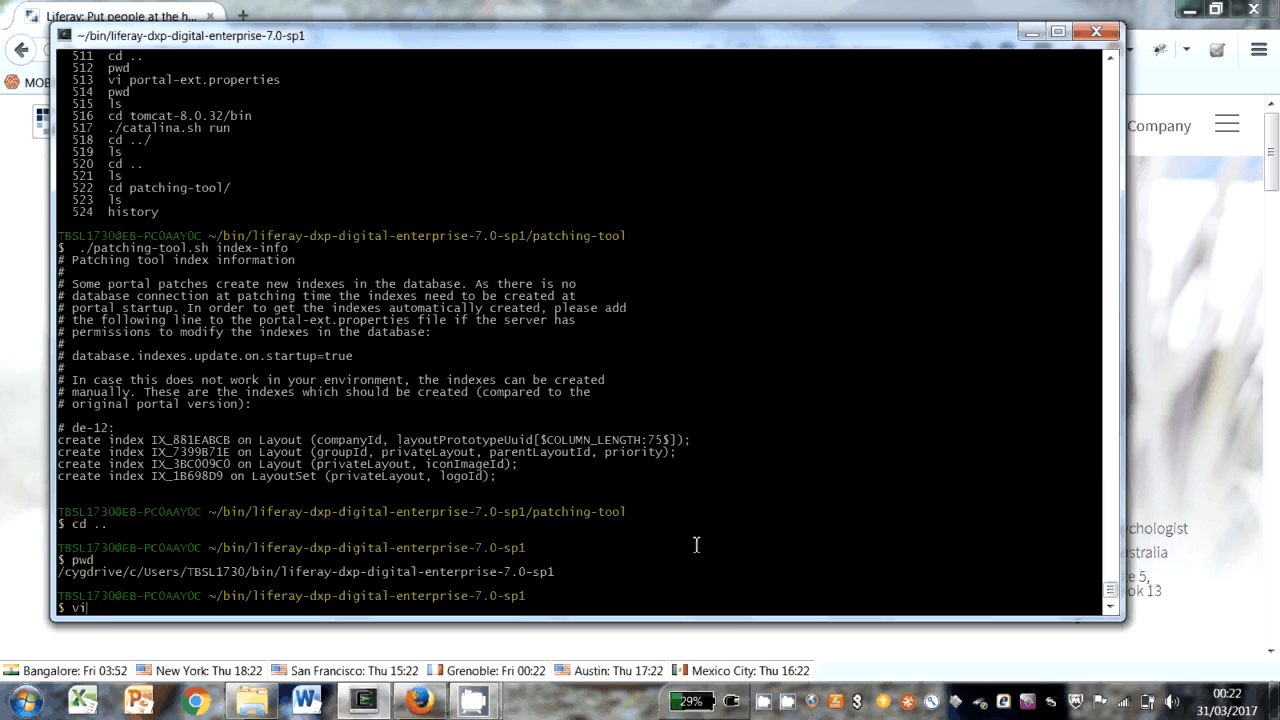 Liferay: Put people at the h...
~/bin/liferay-dxp-digital-enterprise-7.0-sp1
MOB
Company
511 cd ..
512 pwd
513 vi portal-ext.properties
514 pwd
515 ls
516 cd tomcat-8.0.32/bin
517 ./catalina.sh run
518 cd ../
519 ls
520 cd ..
521 ls
522 cd patching-tool/
523 ls
524 history
TBSL1730@EB-PC0AAY0C ~/bin/liferay-dxp-digital-enterprise-7.0-sp1/patching-tool
$ ./patching-tool.sh index-info
# Patching tool index information
#
# Some portal patches create new indexes in the database. As there is no
# database connection at patching time the indexes need to be created at
# portal startup. In order to get the indexes automatically created, please add
# the following line to the portal-ext.properties file if the server has
# permissions to modify the indexes in the database:
#
# database.indexes.update.on.startup=true
#
# In case this does not work in your environment, the indexes can be created
# manually. These are the indexes which should be created (compared to the
# original portal version):
# de-12:
create index IX_881EABCB on Layout (companyId, layoutPrototypeUuid[$COLUMN_LENGTH:75$]);
create index IX_7399B71E on Layout (groupId, privateLayout, parentLayoutId, priority);
create index IX_3BC009C0 on Layout (privateLayout, iconImageId);
create index IX_1B698D9 on LayoutSet (privateLayout, logoId);
TBSL1730@EB-PC0AAY0C ~/bin/liferay-dxp-digital-enterprise-7.0-sp1/patching-tool
$ cd ..
TBSL1730@EB-PC0AAY0C ~/bin/liferay-dxp-digital-enterprise-7.0-sp1
$ pwd
/cygdrive/c/Users/TBSL1730/bin/liferay-dxp-digital-enterprise-7.0-sp1
TBSL1730@EB-PC0AAY0C ~/bin/liferay-dxp-digital-enterprise-7.0-sp1
$ vi
ychologist
ustralia
e 5,
ook 13
Bangalore: Fri 03:52 New York: Thu 18:22 San Francisco: Thu 15:22 Grenoble: Fri 00:22 Austin: Thu 17:22 Mexico City: Thu 16:22
29%
00:22
31/03/2017